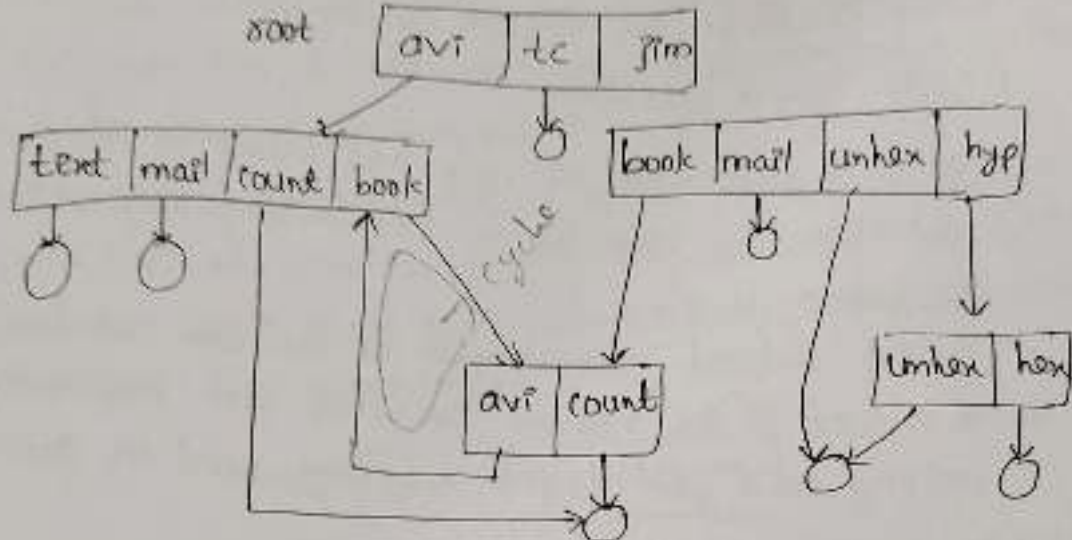 root avi tc jim
text mail count book
book mail unhex hyp
cycle
unhex hex
avi count